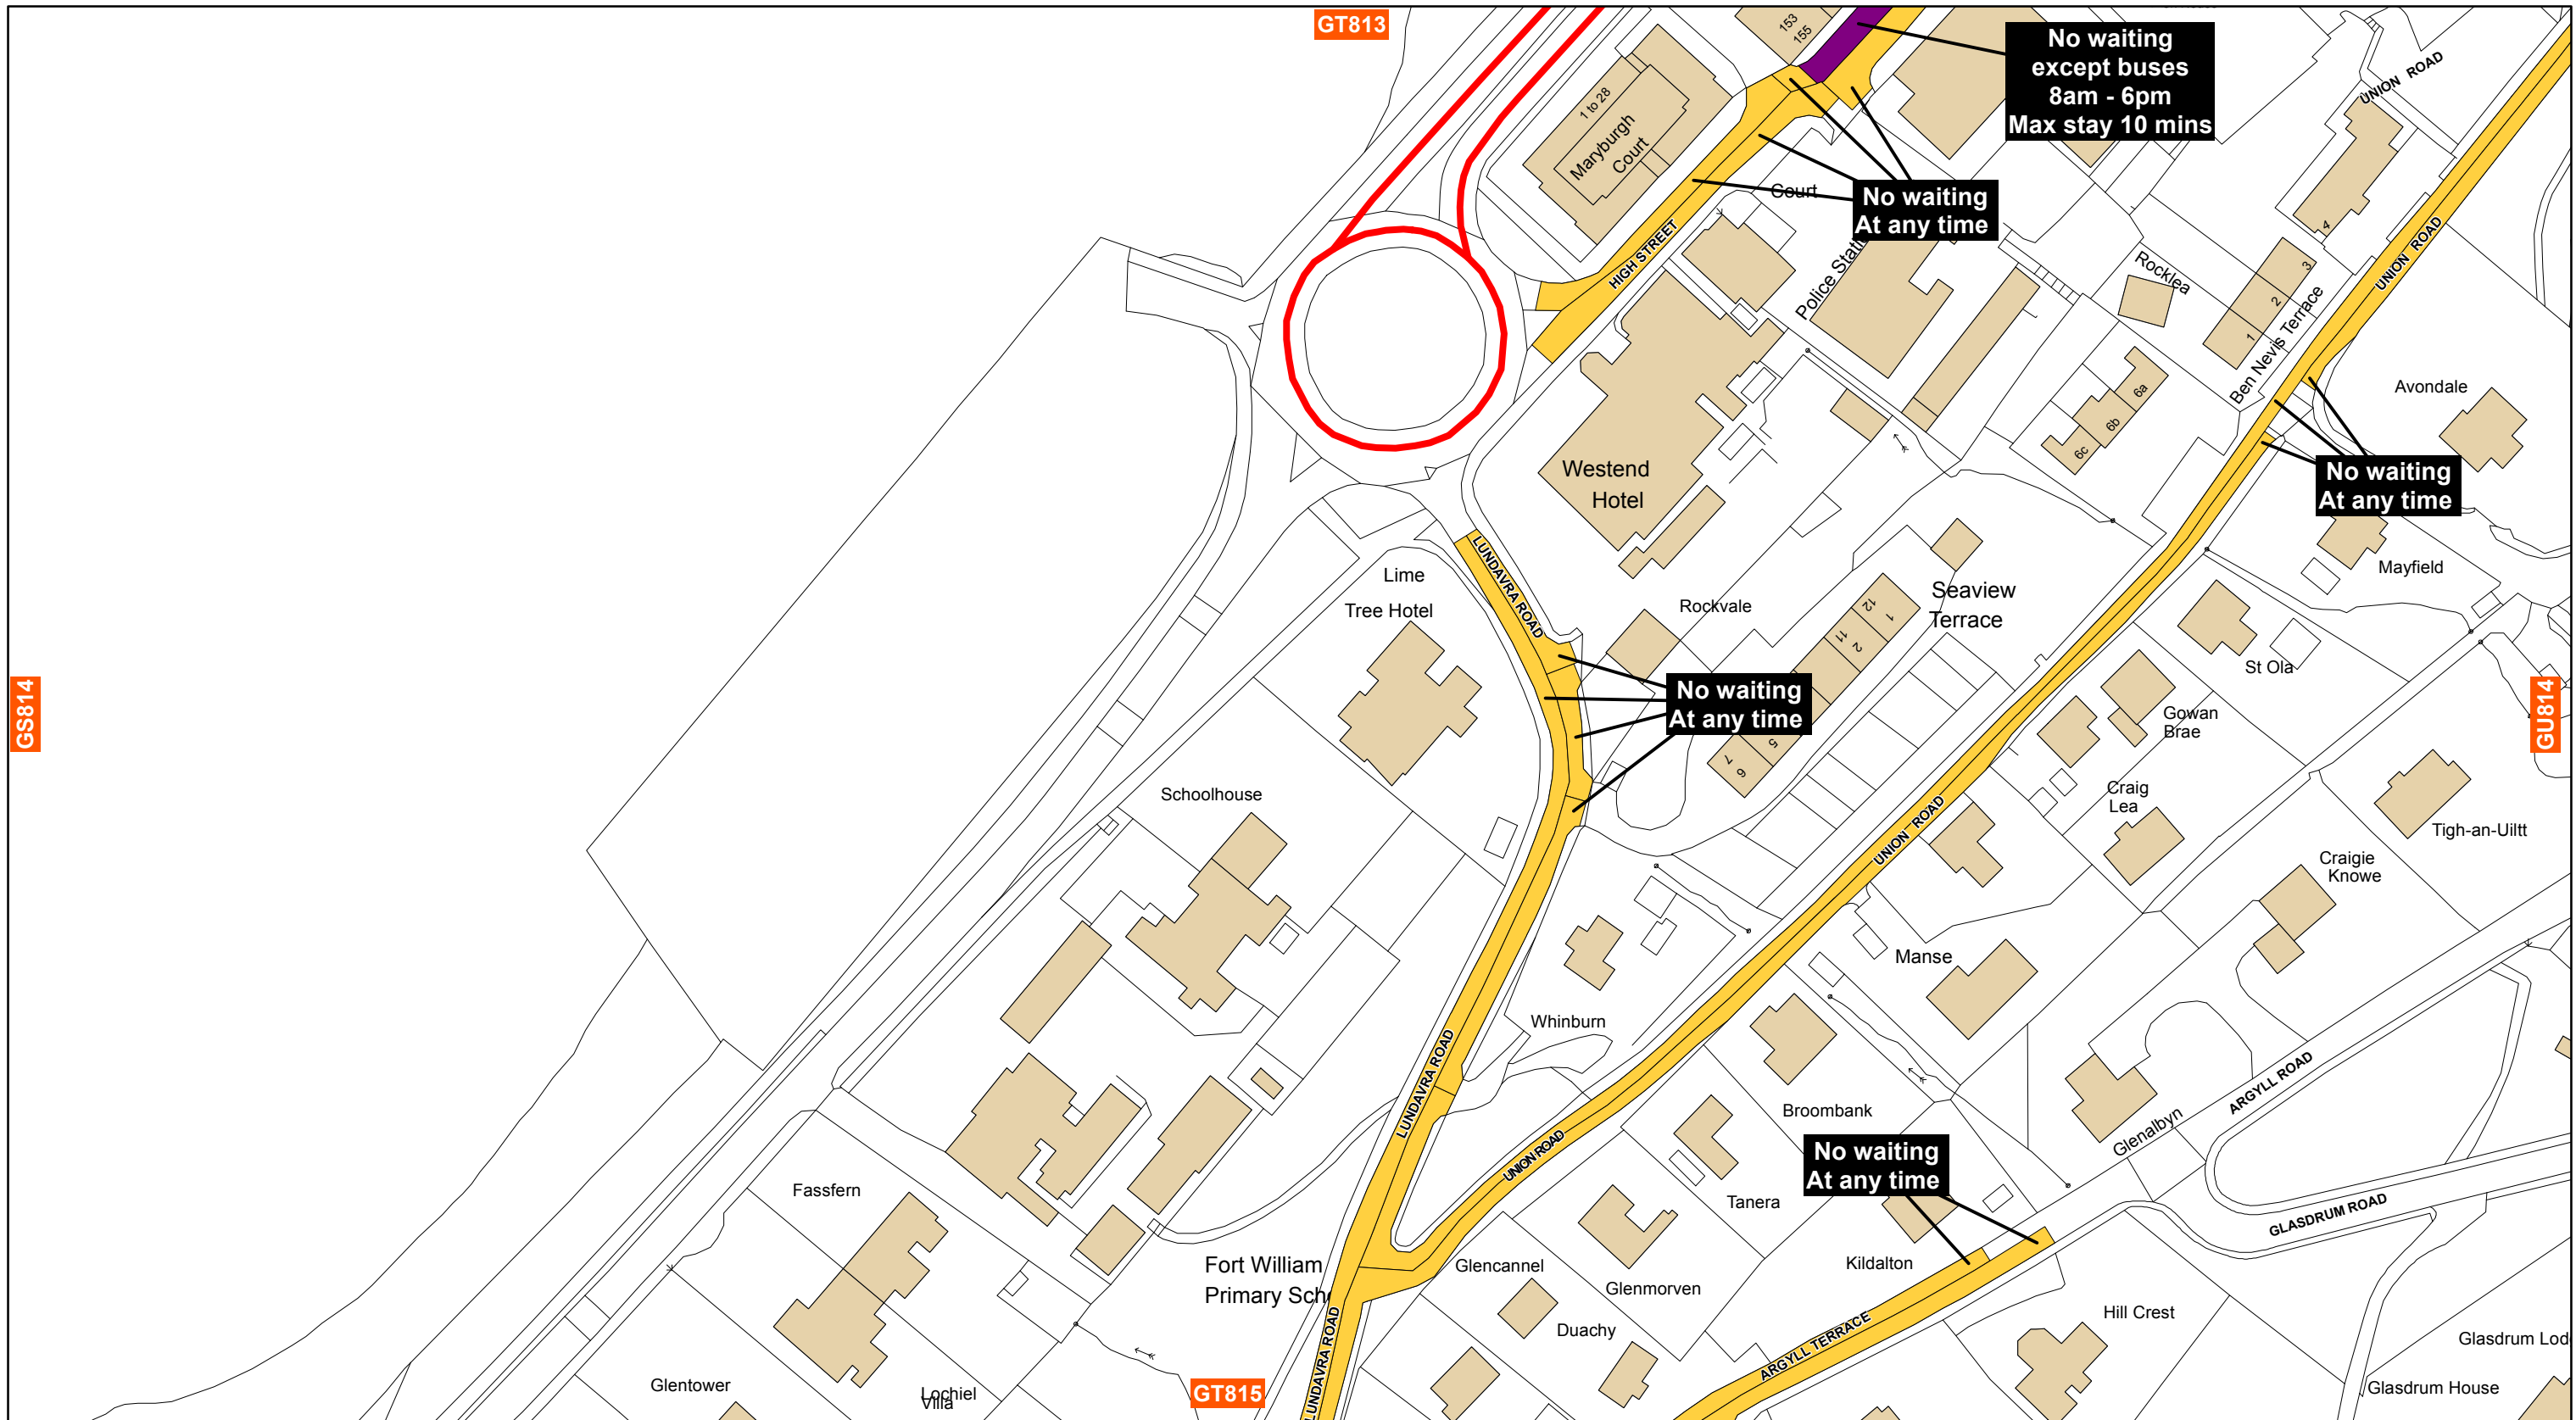 GT813
153
155
No waiting
except buses
8am - 6pm
Max stay 10 mins
UNION ROAD
1 to 28
Maryburgh
Court
Court
No waiting
At any time
HIGH STREET
Police
Rocklea
4
3
2
1
UNION ROAD
Ben Nevis Terrace
Avondale
6a
6b
6c
No waiting
At any time
Westend
Hotel
Mayfield
LUNDAVRA ROAD
Lime
Tree Hotel
Rockvale
Seaview
Terrace
12
1
11
2
St Ola
GS814
No waiting
At any time
5
7
6
Gowan
Brae
GU814
Schoolhouse
Craig
Lea
UNION ROAD
Tigh-an-Uiltt
Craigie
Knowe
Manse
Whinburn
LUNDAVRA ROAD
ARGYLL ROAD
Broombank
Glenalbyn
UNION ROAD
No waiting
At any time
Fassfern
Tanera
GLASDRUM ROAD
Fort William
Primary Sch
Glencannel
Kildalton
Glenmorven
Hill Crest
Duachy
LUNDAVRA ROAD
ARGYLL TERRACE
Glasdrum Lod
Glentower
Lochiel
Villa
GT815
Glasdrum House